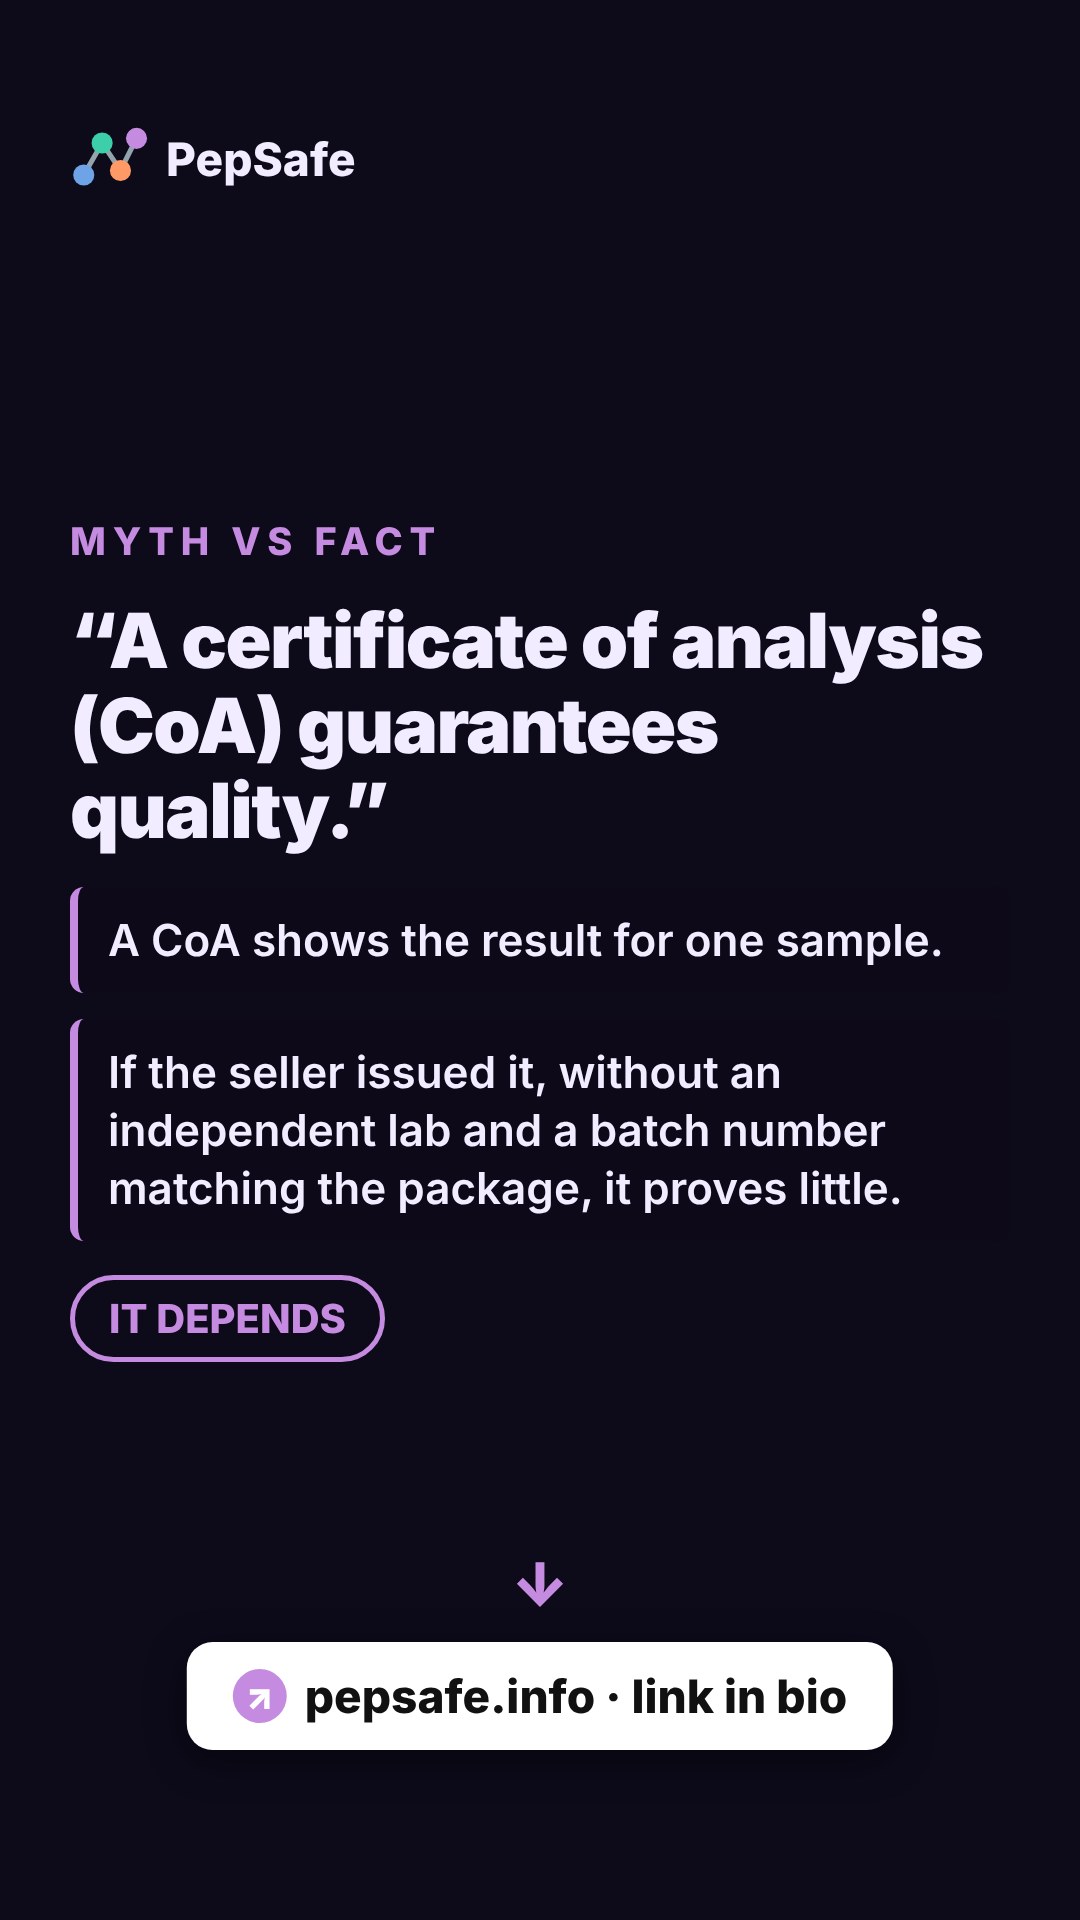 PepSafe
MYTH VS FACT
“A certificate of analysis
(CoA) guarantees
quality.”
A CoA shows the result for one sample.
If the seller issued it, without an
independent lab and a batch number
matching the package, it proves little.
IT DEPENDS
pepsafe.info · link in bio